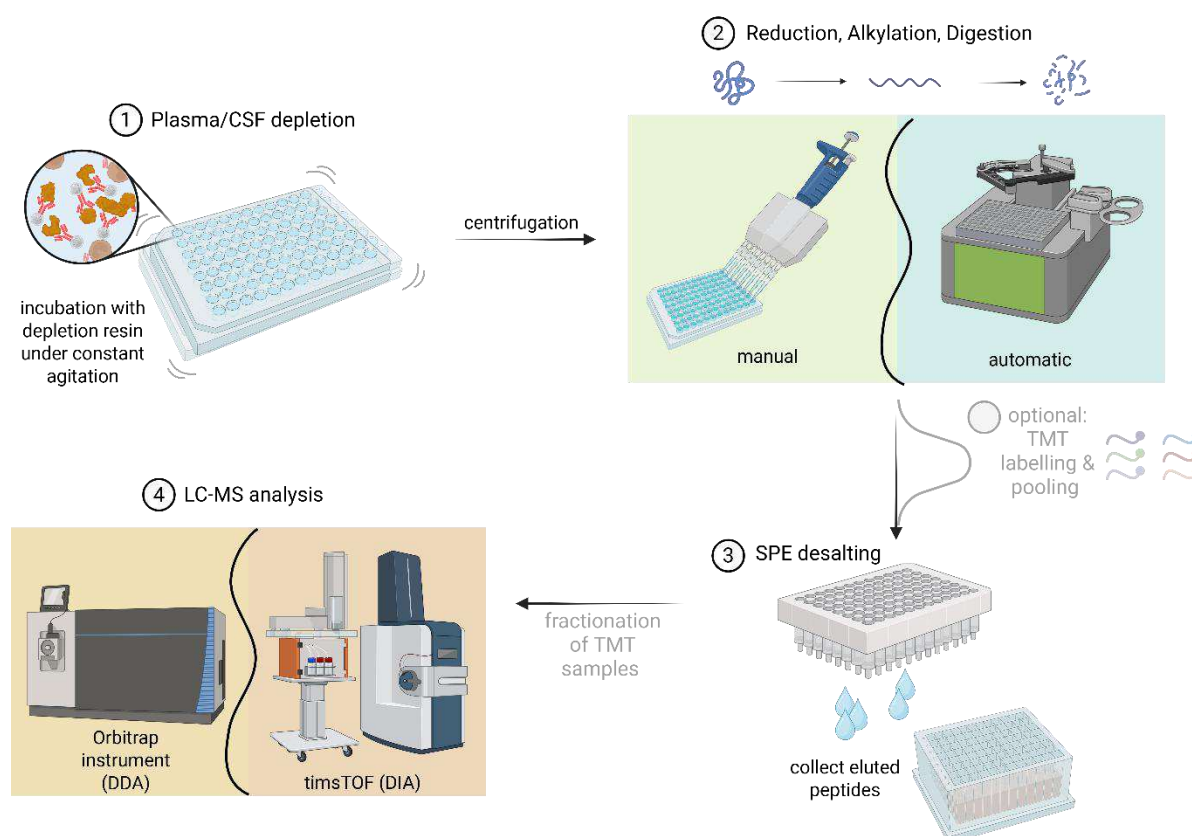 1 Plasma/CSF depletion
incubation with
depletion resin
under constant
agitation
centrifugation
2 Reduction, Alkylation, Digestion
manual
automatic
optional:
TMT
labelling &
pooling
3 SPE desalting
collect eluted
peptides
fractionation
of TMT
samples
4 LC-MS analysis
Orbitrap
instrument
(DDA)
timsTOF (DIA)